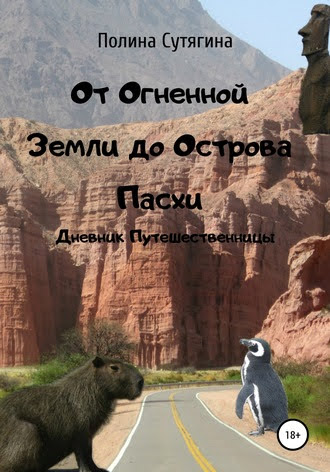 Полина Сутягина
От Огненной
Земли до Острова
Пасхи
Дневник Путешественницы
18+